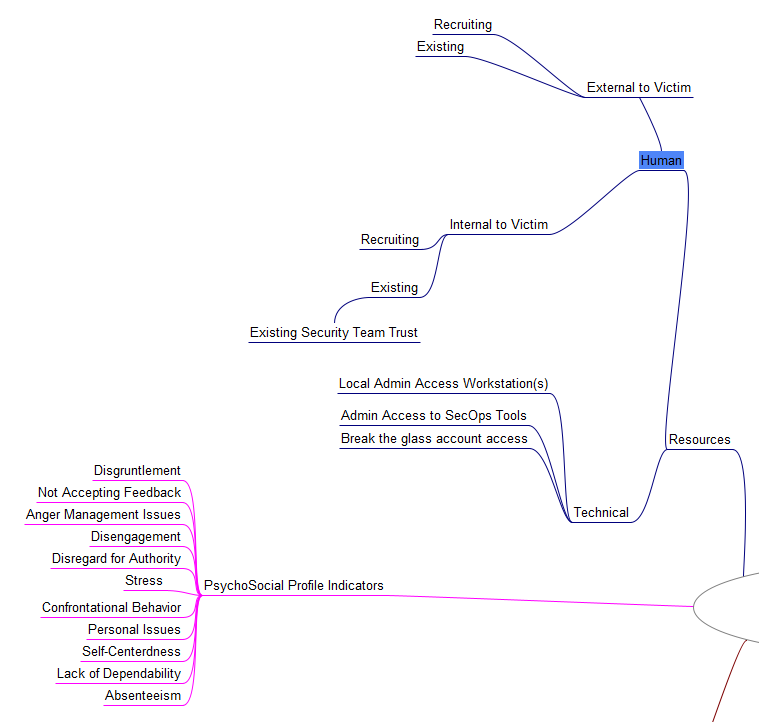 Recruiting
Existing
External to Victim
Human
Internal to Victim
Recruiting
Existing
Existing Security Team Trust
Local Admin Access Workstation(s)
Admin Access to SecOps Tools
Break the glass account access
Resources
Technical
Disgruntlement
Not Accepting Feedback
Anger Management Issues
Disengagement
Disregard for Authority
Stress
PsychoSocial Profile Indicators
Confrontational Behavior
Personal Issues
Self-Centerdness
Lack of Dependability
Absenteeism